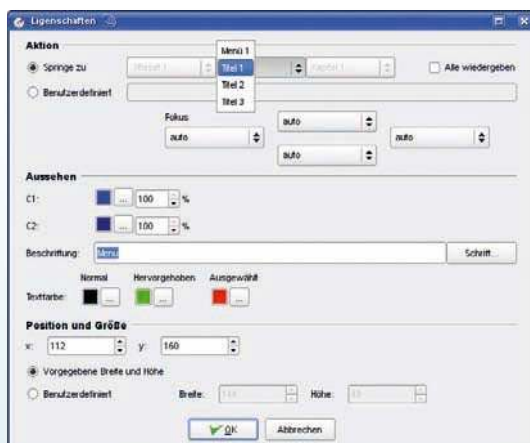 Eigenschaften
Aktion
Menü 1
Titel 1
Titel 2
Titel 3
Springe zu
Kapitel 1
Alle wiedergeben
Benutzerdefiniert
Fokus
auto
auto
auto
auto
Aussehen
C1: ... 100 %
C2: ... 100 %
Beschriftung: Menü Schrift...
Normal Hervorgehoben Ausgewählt
Textfarbe: ... ... ...
Position und Größe
x: 112 y: 160
Vorgegebene Breite und Höhe
Benutzerdefiniert Breite: Höhe:
OK Abbrechen